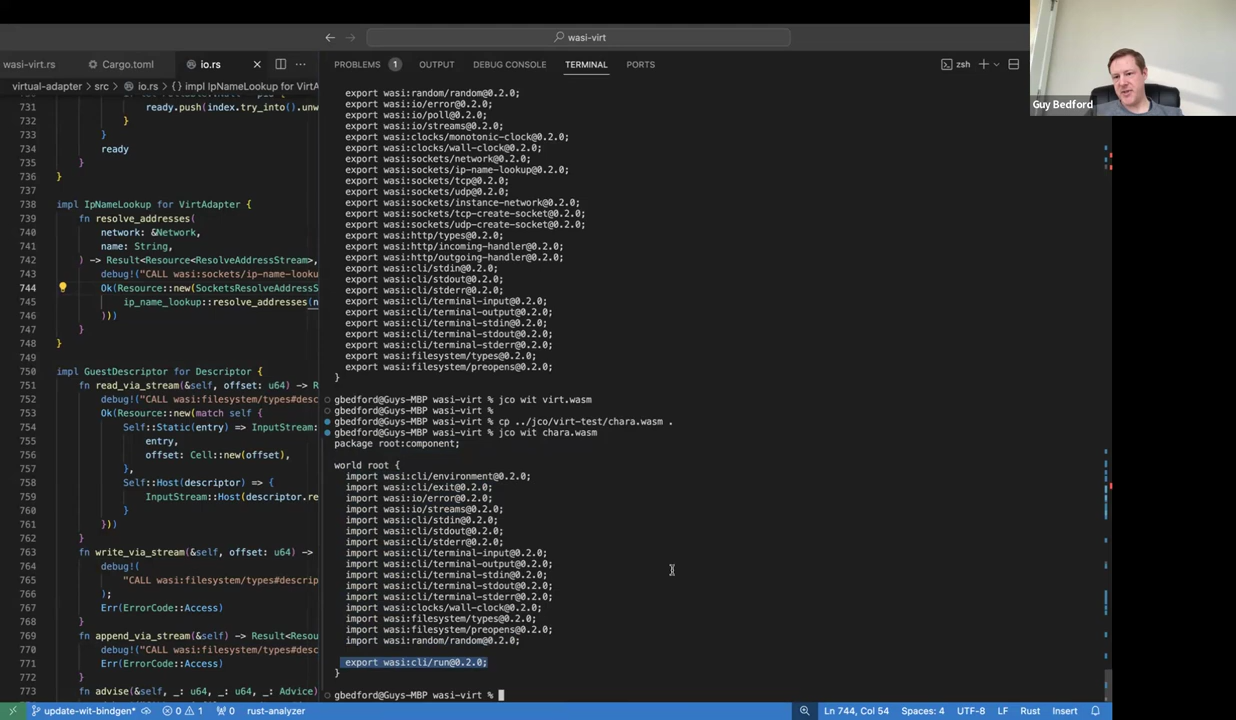 wasi-virt
Guy Bedford
wasi-virt.rs
Cargo.toml
io.rs
PROBLEMS 1 OUTPUT DEBUG CONSOLE TERMINAL PORTS
zsh
virtual-adapter > src > io.rs > {} impl IpNameLookup for VirtA
731 ready.push(index.try_into().unw
732 }
733 }
734 ready
735 }
736 }
737
738 impl IpNameLookup for VirtAdapter {
739 fn resolve_addresses(
740 network: &Network,
741 name: String,
742 ) -> Result<Resource<ResolveAddressStream>,
743 debug!("CALL wasi:sockets/ip-name-looku
744 Ok(Resource::new(SocketsResolveAddressS
745 ip_name_lookup::resolve_addresses(n
746 )))
747 }
748 }
749
750 impl GuestDescriptor for Descriptor {
751 fn read_via_stream(&self, offset: u64) -> R
752 debug!("CALL wasi:filesystem/types#desc
753 Ok(Resource::new(match self {
754 Self::Static(entry) => InputStream:
755 entry,
756 offset: Cell::new(offset),
757 },
758 Self::Host(descriptor) => {
759 InputStream::Host(descriptor.re
760 }
761 }))
762 }
763 fn write_via_stream(&self, offset: u64) ->
764 debug!(
765 "CALL wasi:filesystem/types#descrip
766 );
767 Err(ErrorCode::Access)
768 }
769 fn append_via_stream(&self) -> Result<Resou
770 debug!("CALL wasi:filesystem/types#desc
771 Err(ErrorCode::Access)
772 }
773 fn advise(&self, _: u64, _: u64, _: Advice)
export wasi:random/random@0.2.0;
export wasi:io/error@0.2.0;
export wasi:io/poll@0.2.0;
export wasi:io/streams@0.2.0;
export wasi:clocks/monotonic-clock@0.2.0;
export wasi:clocks/wall-clock@0.2.0;
export wasi:sockets/network@0.2.0;
export wasi:sockets/ip-name-lookup@0.2.0;
export wasi:sockets/tcp@0.2.0;
export wasi:sockets/udp@0.2.0;
export wasi:sockets/instance-network@0.2.0;
export wasi:sockets/tcp-create-socket@0.2.0;
export wasi:sockets/udp-create-socket@0.2.0;
export wasi:http/types@0.2.0;
export wasi:http/incoming-handler@0.2.0;
export wasi:http/outgoing-handler@0.2.0;
export wasi:cli/stdin@0.2.0;
export wasi:cli/stdout@0.2.0;
export wasi:cli/stderr@0.2.0;
export wasi:cli/terminal-input@0.2.0;
export wasi:cli/terminal-output@0.2.0;
export wasi:cli/terminal-stdin@0.2.0;
export wasi:cli/terminal-stdout@0.2.0;
export wasi:cli/terminal-stderr@0.2.0;
export wasi:filesystem/types@0.2.0;
export wasi:filesystem/preopens@0.2.0;
}
gbedford@Guys-MBP wasi-virt % jco wit virt.wasm
gbedford@Guys-MBP wasi-virt %
gbedford@Guys-MBP wasi-virt % cp ../jco/virt-test/chara.wasm .
gbedford@Guys-MBP wasi-virt % jco wit chara.wasm
package root:component;

world root {
import wasi:cli/environment@0.2.0;
import wasi:cli/exit@0.2.0;
import wasi:io/error@0.2.0;
import wasi:io/streams@0.2.0;
import wasi:cli/stdin@0.2.0;
import wasi:cli/stdout@0.2.0;
import wasi:cli/stderr@0.2.0;
import wasi:cli/terminal-input@0.2.0;
import wasi:cli/terminal-output@0.2.0;
import wasi:cli/terminal-stdin@0.2.0;
import wasi:cli/terminal-stdout@0.2.0;
import wasi:cli/terminal-stderr@0.2.0;
import wasi:clocks/wall-clock@0.2.0;
import wasi:filesystem/types@0.2.0;
import wasi:filesystem/preopens@0.2.0;
import wasi:random/random@0.2.0;

export wasi:cli/run@0.2.0;
}
gbedford@Guys-MBP wasi-virt %
update-wit-bindgen* 0 1 0 rust-analyzer
Ln 744, Col 54 Spaces: 4 UTF-8 LF Rust Insert